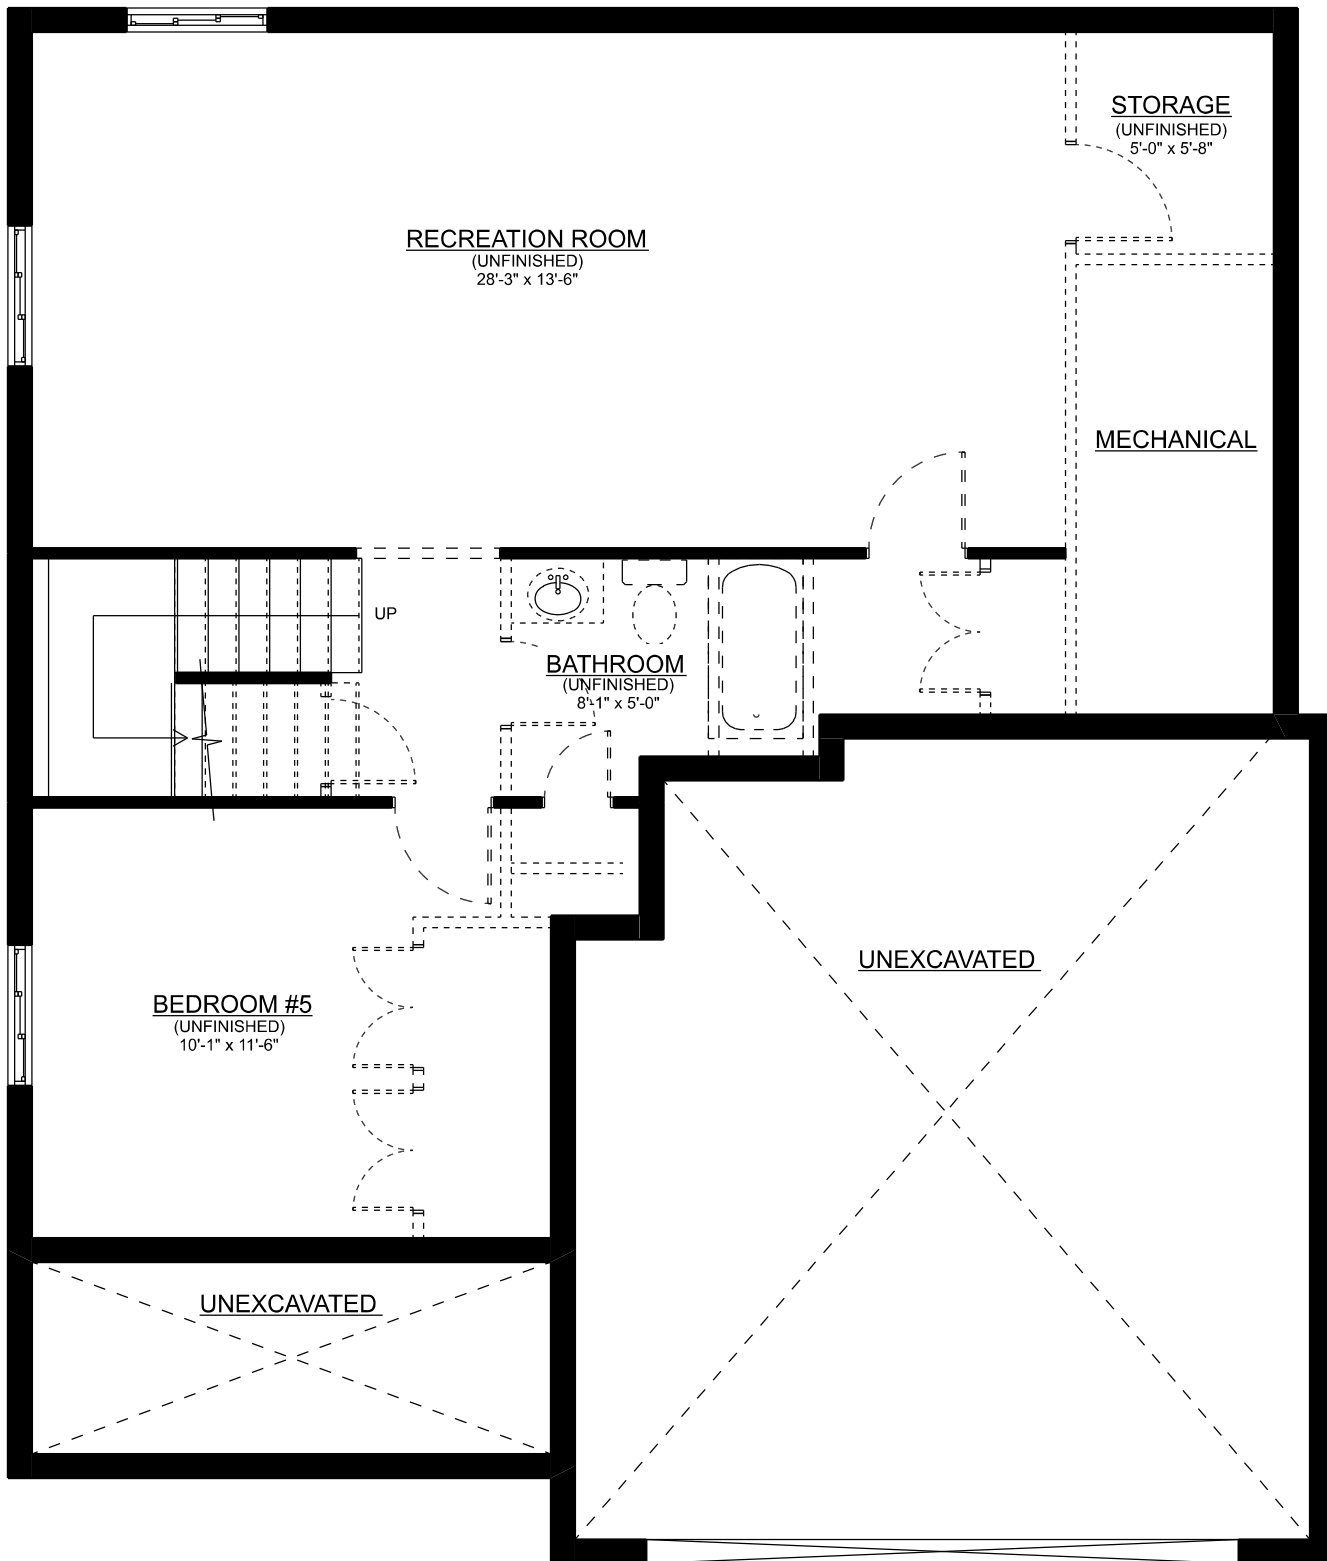 STORAGE
(UNFINISHED)
5'-0" x 5'-8"
RECREATION ROOM
(UNFINISHED)
28'-3" x 13'-6"
MECHANICAL
UP
BATHROOM
(UNFINISHED)
8'-1" x 5'-0"
UNEXCAVATED
BEDROOM #5
(UNFINISHED)
10'-1" x 11'-6"
UNEXCAVATED